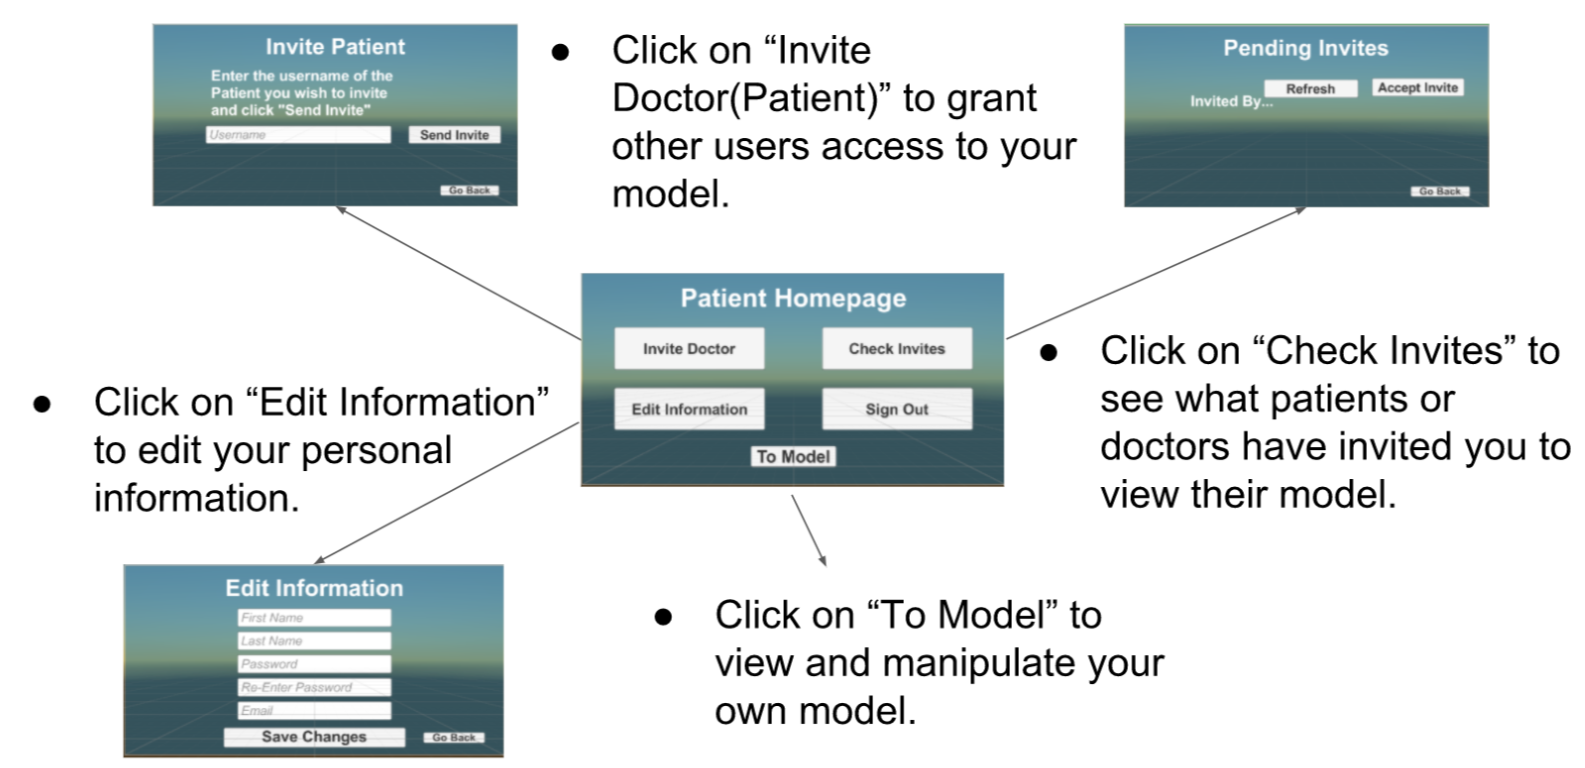 Invite Patient
Enter the username of the
Patient you wish to invite
and click "Send Invite"
Username
Send Invite
Go Back
● Click on “Invite
Doctor(Patient)” to grant
other users access to your
model.
Pending Invites
Refresh
Accept Invite
Invited By...
Go Back
Patient Homepage
Invite Doctor
Check Invites
Edit Information
Sign Out
To Model
● Click on “Edit Information”
to edit your personal
information.
● Click on “Check Invites” to
see what patients or
doctors have invited you to
view their model.
Edit Information
First Name
Last Name
Password
Re-Enter Password
Email
Save Changes
Go Back
● Click on “To Model” to
view and manipulate your
own model.